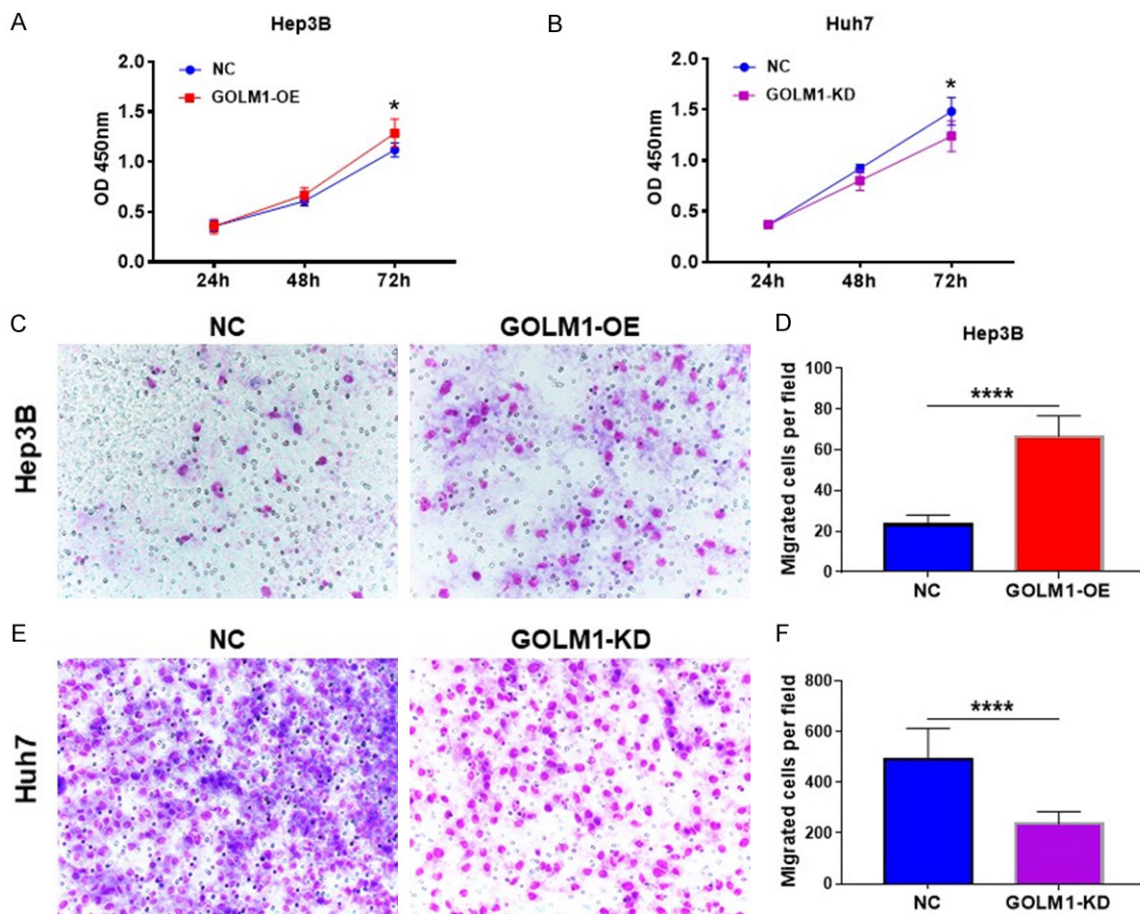 A
Hep3B
2.0
1.5
1.0
0.5
0.0
OD 450nm
NC
GOLM1-OE
*
24h
48h
72h
B
Huh7
2.0
1.5
1.0
0.5
0.0
OD 450nm
NC
GOLM1-KD
*
24h
48h
72h
C
NC
GOLM1-OE
Hep3B
D
Hep3B
100
80
60
40
20
0
Migrated cells per field
****
NC
GOLM1-OE
E
NC
GOLM1-KD
Huh7
F
800
600
400
200
0
Migrated cells per field
****
NC
GOLM1-KD